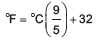 °F = °C(9/5) + 32